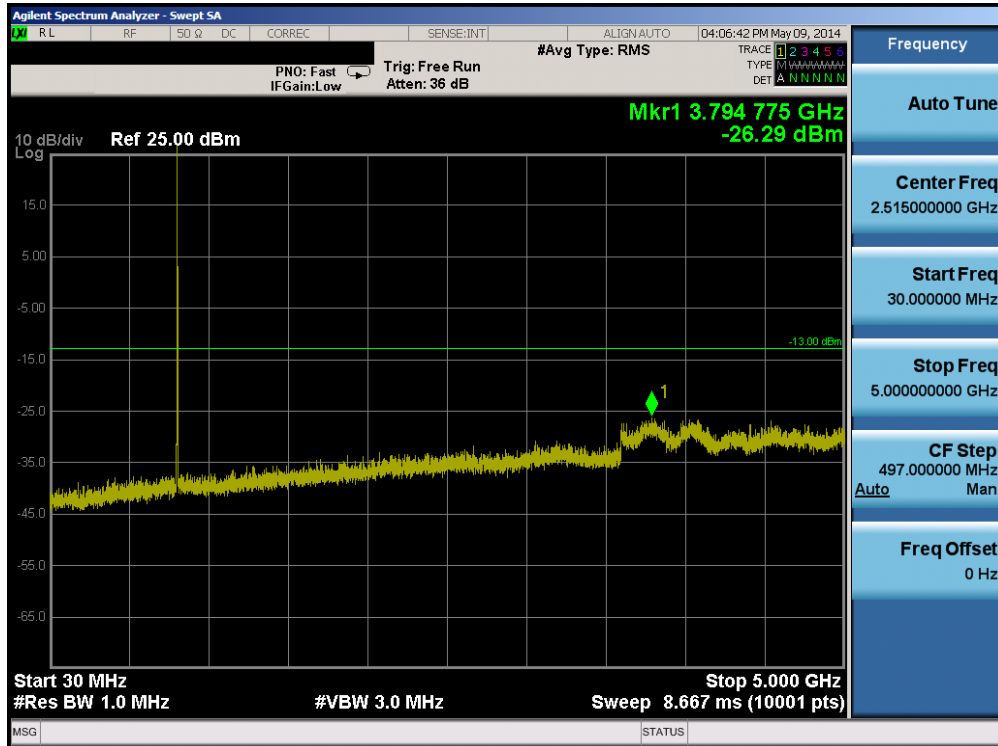 Agilent Spectrum Analyzer - Swept SA
LXI RL RF 50 Ω DC CORREC SENSE:INT ALIGN AUTO 04:06:42 PM May 09, 2014
#Avg Type: RMS
TRACE 1 2 3 4 5 6
TYPE M WWWWW
DET A N N N N N
PNO: Fast
IFGain:Low
Trig: Free Run
Atten: 36 dB
Mkr1 3.794 775 GHz
-26.29 dBm
10 dB/div
Log
Ref 25.00 dBm
15.0
5.00
-5.00
-13.00 dBm
-15.0
1
-25.0
-35.0
-45.0
-55.0
-65.0
Start 30 MHz
Stop 5.000 GHz
#Res BW 1.0 MHz
#VBW 3.0 MHz
Sweep 8.667 ms (10001 pts)
MSG
STATUS
Frequency
Auto Tune
Center Freq
2.515000000 GHz
Start Freq
30.000000 MHz
Stop Freq
5.000000000 GHz
CF Step
497.000000 MHz
Auto Man
Freq Offset
0 Hz